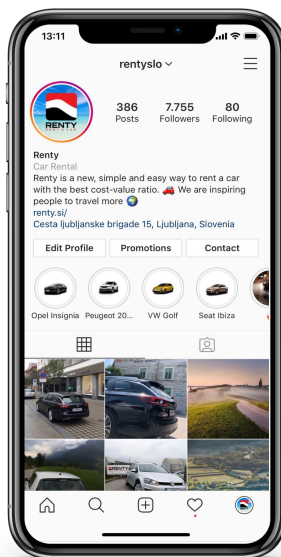 13:11
rentyslo
RENTY
RENT A CAR
386 7.755 80
Posts Followers Following
Renty
Car Rental
Renty is a new, simple and easy way to rent a car
with the best cost-value ratio. 🚗 We are inspiring
people to travel more 🌍
renty.si/
Cesta ljubljanske brigade 15, Ljubljana, Slovenia
Edit Profile Promotions Contact
Opel Insignia Peugeot 20... VW Golf Seat Ibiza
RENTY